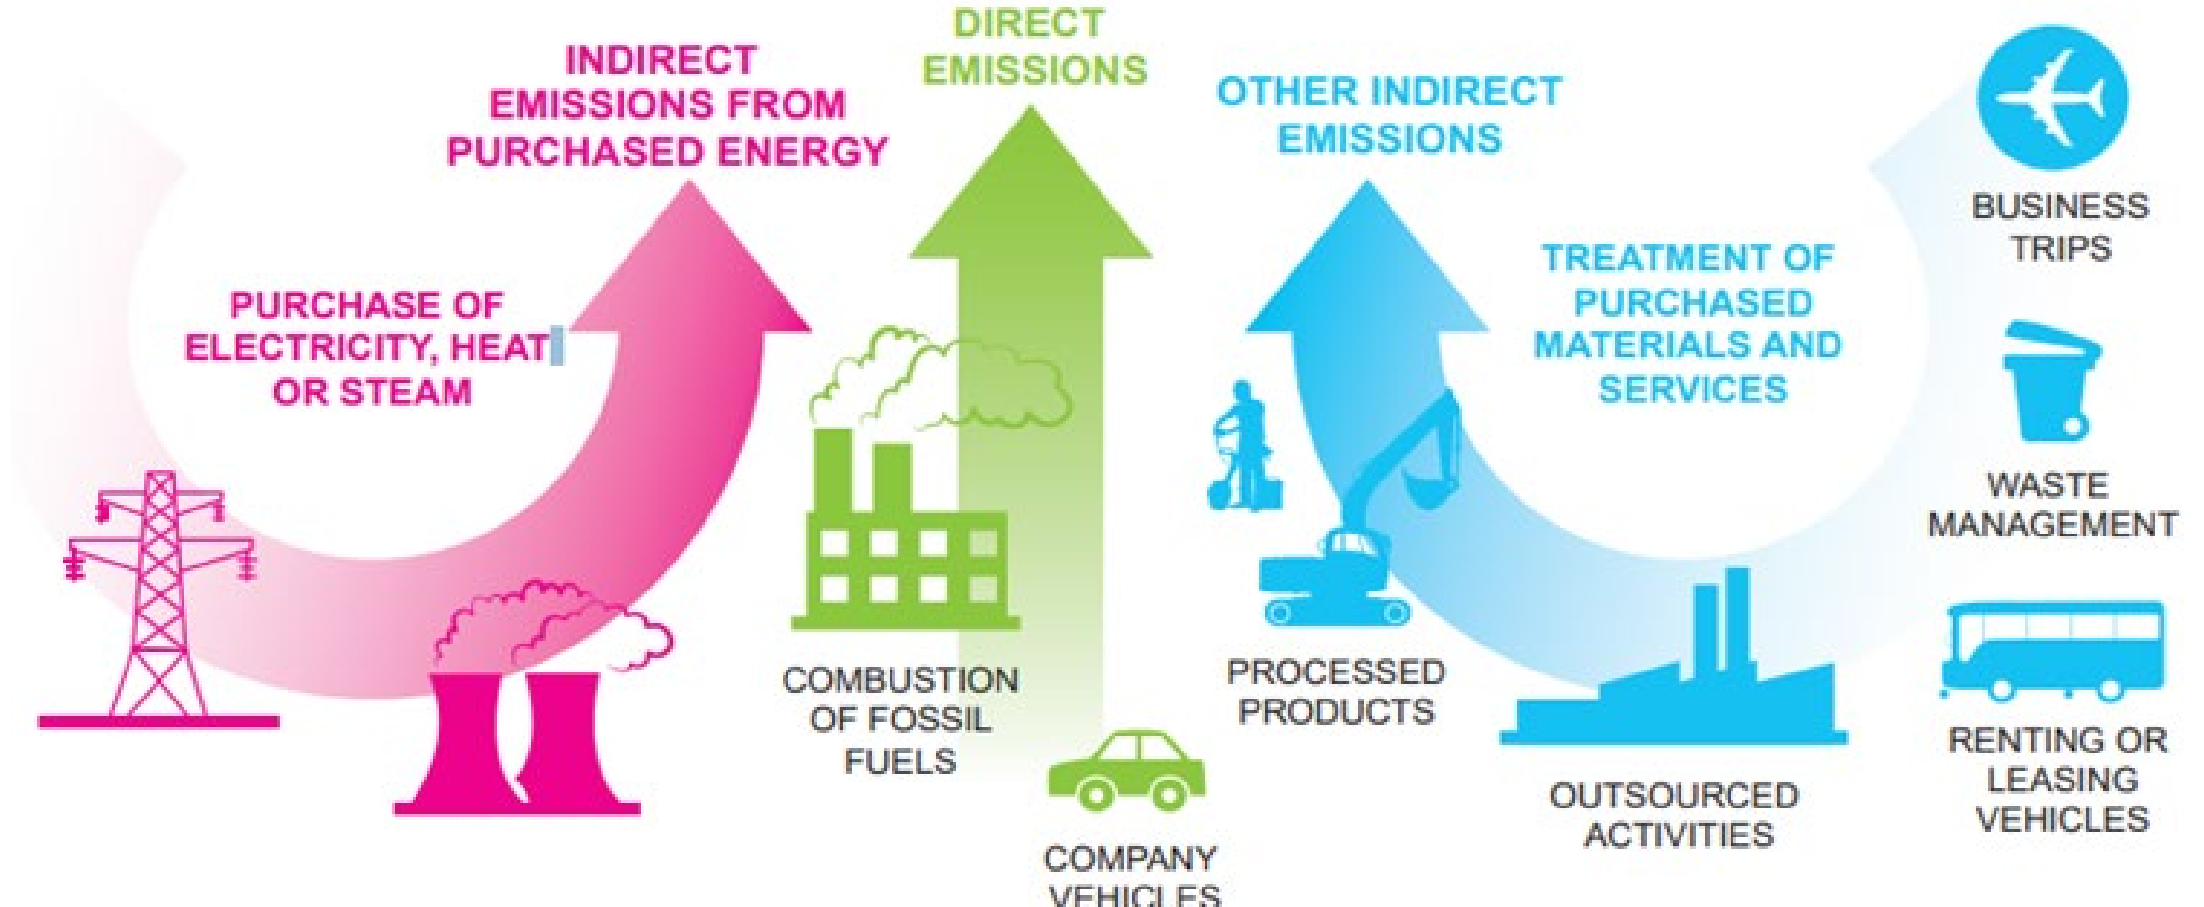 INDIRECT
EMISSIONS FROM
PURCHASED ENERGY
PURCHASE OF
ELECTRICITY, HEAT
OR STEAM
DIRECT
EMISSIONS
COMBUSTION
OF FOSSIL
FUELS
COMPANY
VEHICLES
OTHER INDIRECT
EMISSIONS
TREATMENT OF
PURCHASED
MATERIALS AND
SERVICES
PROCESSED
PRODUCTS
OUTSOURCED
ACTIVITIES
BUSINESS
TRIPS
WASTE
MANAGEMENT
RENTING OR
LEASING
VEHICLES